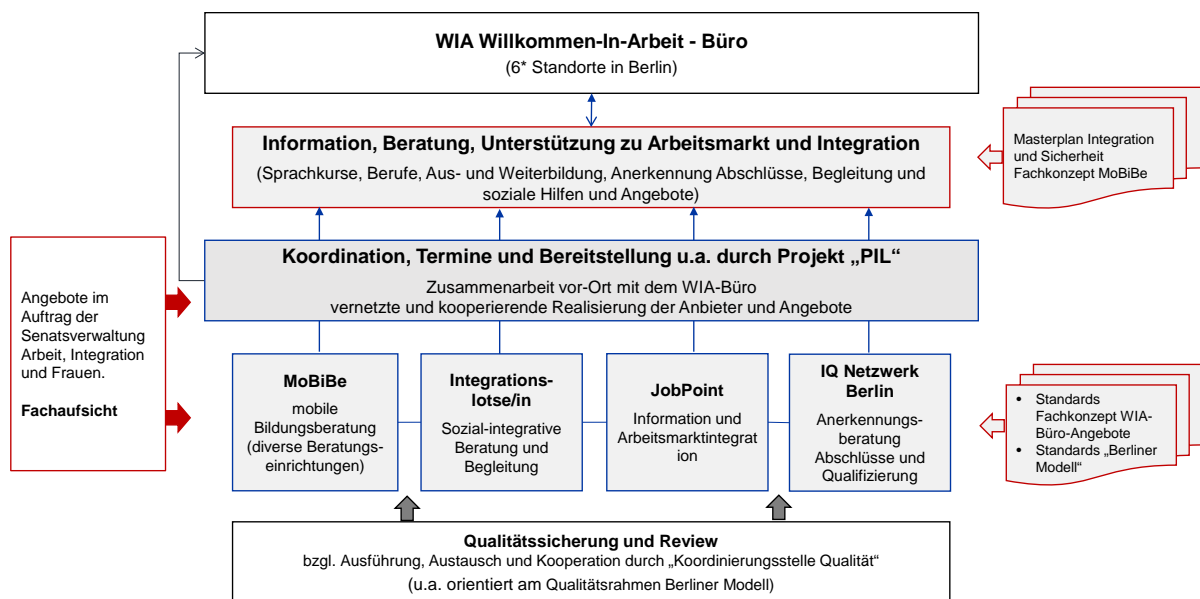 WIA Willkommen-In-Arbeit - Büro
(6* Standorte in Berlin)
Information, Beratung, Unterstützung zu Arbeitsmarkt und Integration
(Sprachkurse, Berufe, Aus- und Weiterbildung, Anerkennung Abschlüsse, Begleitung und
soziale Hilfen und Angebote)
Masterplan Integration
und Sicherheit
Fachkonzept MoBiBe
Koordination, Termine und Bereitstellung u.a. durch Projekt „PIL“
Zusammenarbeit vor-Ort mit dem WIA-Büro
vernetzte und kooperierende Realisierung der Anbieter und Angebote
Angebote im
Auftrag der
Senatsverwaltung
Arbeit, Integration
und Frauen.
Fachaufsicht
MoBiBe
mobile
Bildungsberatung
(diverse Beratungs-
einrichtungen)
Integrations-
lotse/in
Sozial-integrative
Beratung und
Begleitung
JobPoint
Information und
Arbeitsmarktintegrat
ion
IQ Netzwerk
Berlin
Anerkennungs-
beratung
Abschlüsse und
Qualifizierung
• Standards
Fachkonzept WIA-
Büro-Angebote
• Standards „Berliner
Modell“
Qualitätssicherung und Review
bzgl. Ausführung, Austausch und Kooperation durch „Koordinierungsstelle Qualität“
(u.a. orientiert am Qualitätsrahmen Berliner Modell)